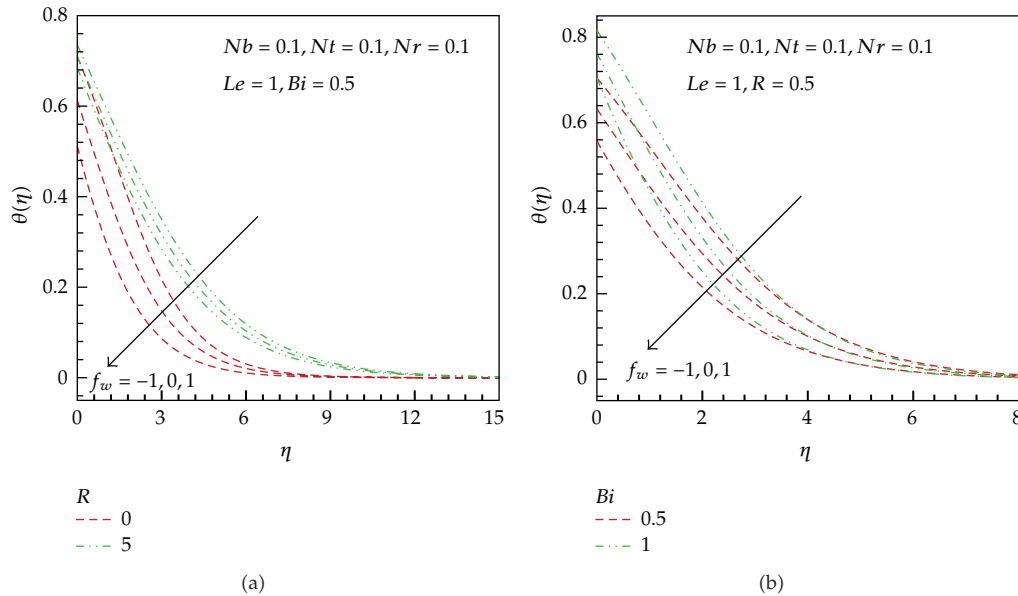 0.8
0.6
0.4
0.2
0
θ(η)
Nb = 0.1, Nt = 0.1, Nr = 0.1
Le = 1, Bi = 0.5
f_w = −1, 0, 1
0 3 6 9 12 15
η
R
0
5
(a)
0.8
0.6
0.4
0.2
0
θ(η)
Nb = 0.1, Nt = 0.1, Nr = 0.1
Le = 1, R = 0.5
f_w = −1, 0, 1
0 2 4 6 8
η
Bi
0.5
1
(b)